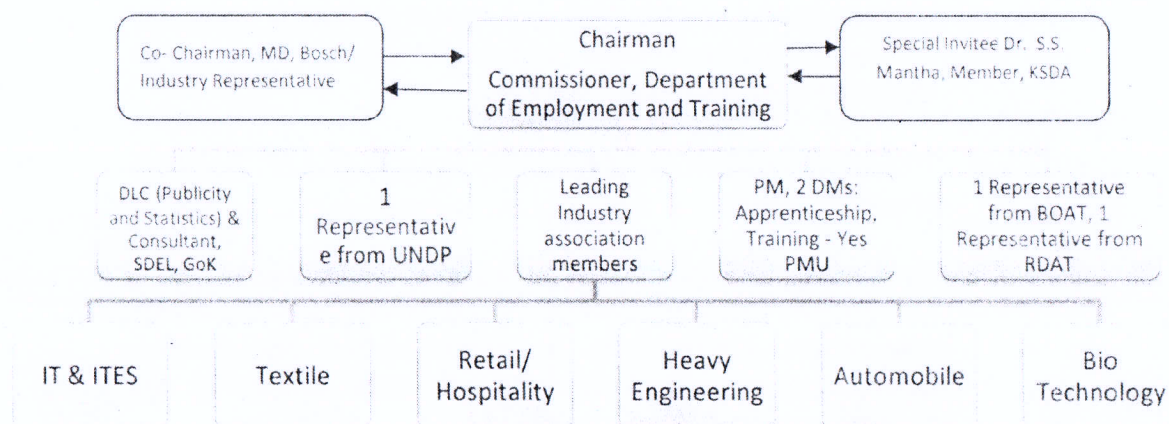 Co- Chairman, MD, Bosch/
Industry Representative
Chairman
Commissioner, Department
of Employment and Training
Special Invitee Dr. S.S.
Mantha, Member, KSDA
DLC (Publicity
and Statistics) &
Consultant,
SDEL, GoK
1
Representativ
e from UNDP
Leading
Industry
association
members
PM, 2 DMs:
Apprenticeship,
Training - Yes
PMU
1 Representative
from BOAT, 1
Representative from
RDAT
IT & ITES
Textile
Retail/
Hospitality
Heavy
Engineering
Automobile
Bio
Technology